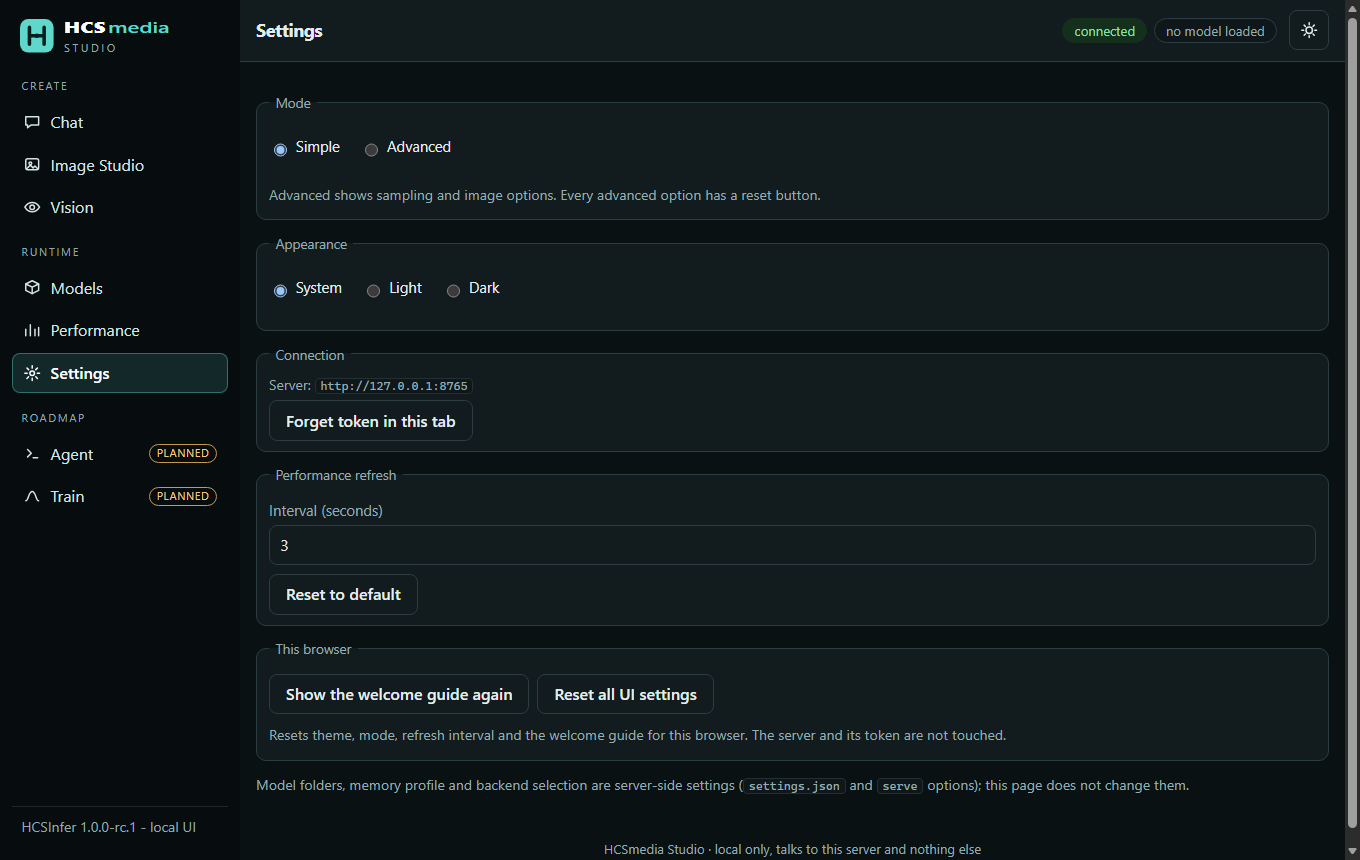 HCSmedia
STUDIO
CREATE
Chat
Image Studio
Vision
RUNTIME
Models
Performance
Settings
ROADMAP
Agent PLANNED
Train PLANNED
HCSInfer 1.0.0-rc.1 - local UI
Settings
connected no model loaded
Mode
Simple Advanced
Advanced shows sampling and image options. Every advanced option has a reset button.
Appearance
System Light Dark
Connection
Server: http://127.0.0.1:8765
Forget token in this tab
Performance refresh
Interval (seconds)
3
Reset to default
This browser
Show the welcome guide again Reset all UI settings
Resets theme, mode, refresh interval and the welcome guide for this browser. The server and its token are not touched.
Model folders, memory profile and backend selection are server-side settings (settings.json and serve options); this page does not change them.
HCSmedia Studio · local only, talks to this server and nothing else